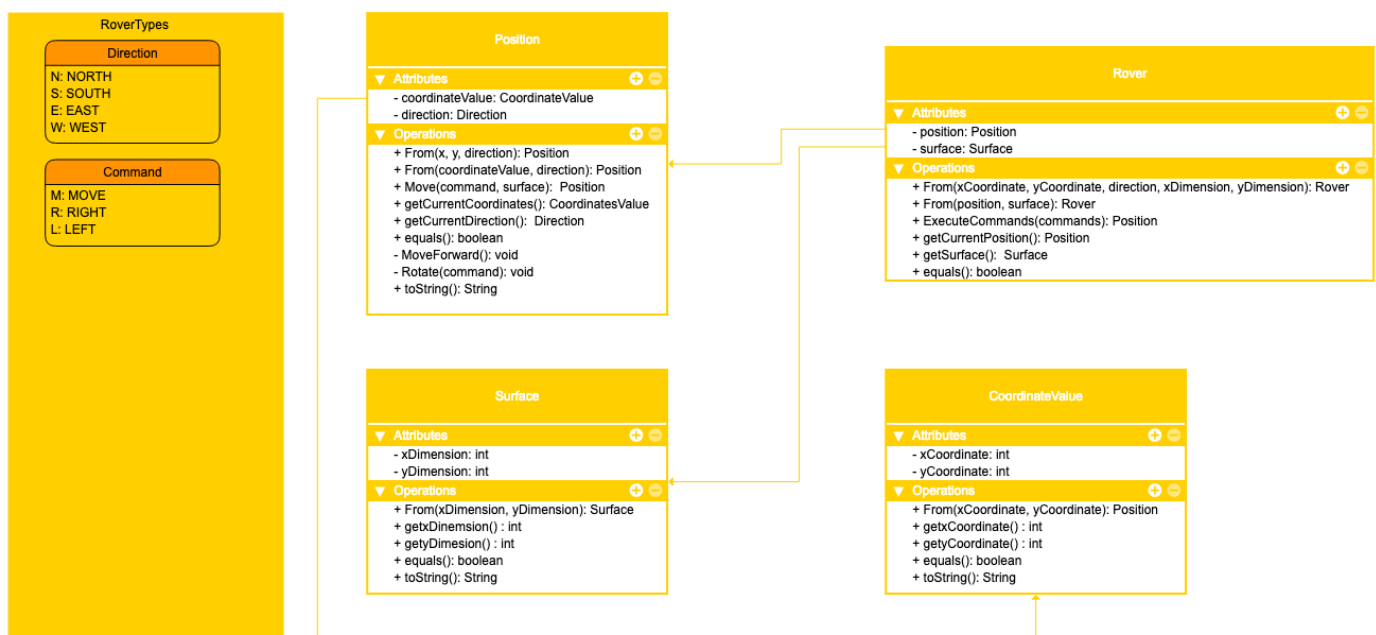 RoverTypes
Direction
N: NORTH
S: SOUTH
E: EAST
W: WEST
Command
M: MOVE
R: RIGHT
L: LEFT
Position
Attributes
- coordinateValue: CoordinateValue
- direction: Direction
Operations
+ From(x, y, direction): Position
+ From(coordinateValue, direction): Position
+ Move(command, surface):  Position
+ getCurrentCoordinates(): CoordinatesValue
+ getCurrentDirection():  Direction
+ equals(): boolean
- MoveForward(): void
- Rotate(command): void
+ toString(): String
Rover
Attributes
- position: Position
- surface: Surface
Operations
+ From(xCoordinate, yCoordinate, direction, xDimension, yDimension): Rover
+ From(position, surface): Rover
+ ExecuteCommands(commands): Position
+ getCurrentPosition(): Position
+ getSurface():  Surface
+ equals(): boolean
Surface
Attributes
- xDimension: int
- yDimension: int
Operations
+ From(xDimension, yDimension): Surface
+ getxDinemsion() : int
+ getyDimesion() : int
+ equals(): boolean
+ toString(): String
CoordinateValue
Attributes
- xCoordinate: int
- yCoordinate: int
Operations
+ From(xCoordinate, yCoordinate): Position
+ getxCoordinate() : int
+ getyCoordinate() : int
+ equals(): boolean
+ toString(): String